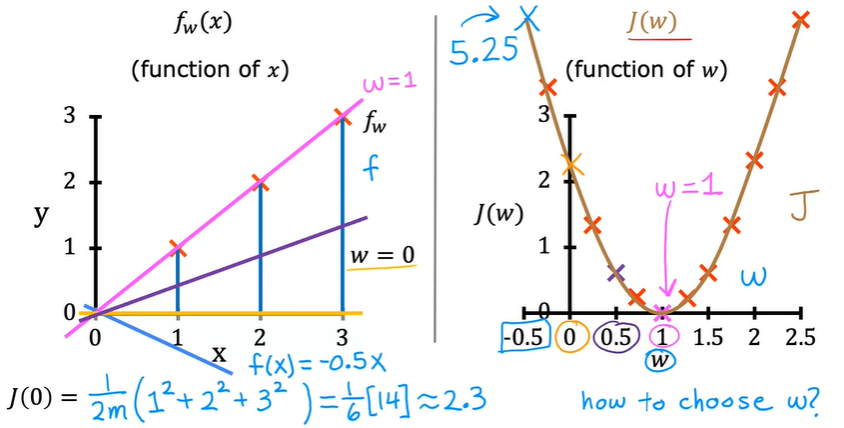 f_w(x)
(function of x)
w=1
3
2
1
0
y
f_w
f
w = 0
0
1
2
3
x
f(x)=-0.5x
J(0) = 1/2m (1² + 2² + 3²) = 1/6 [14] ≈ 2.3
5.25
J(w)
(function of w)
3
2
1
0
J(w)
w=1
J
w
-0.5
0
0.5
1
1.5
2
2.5
w
how to choose w?